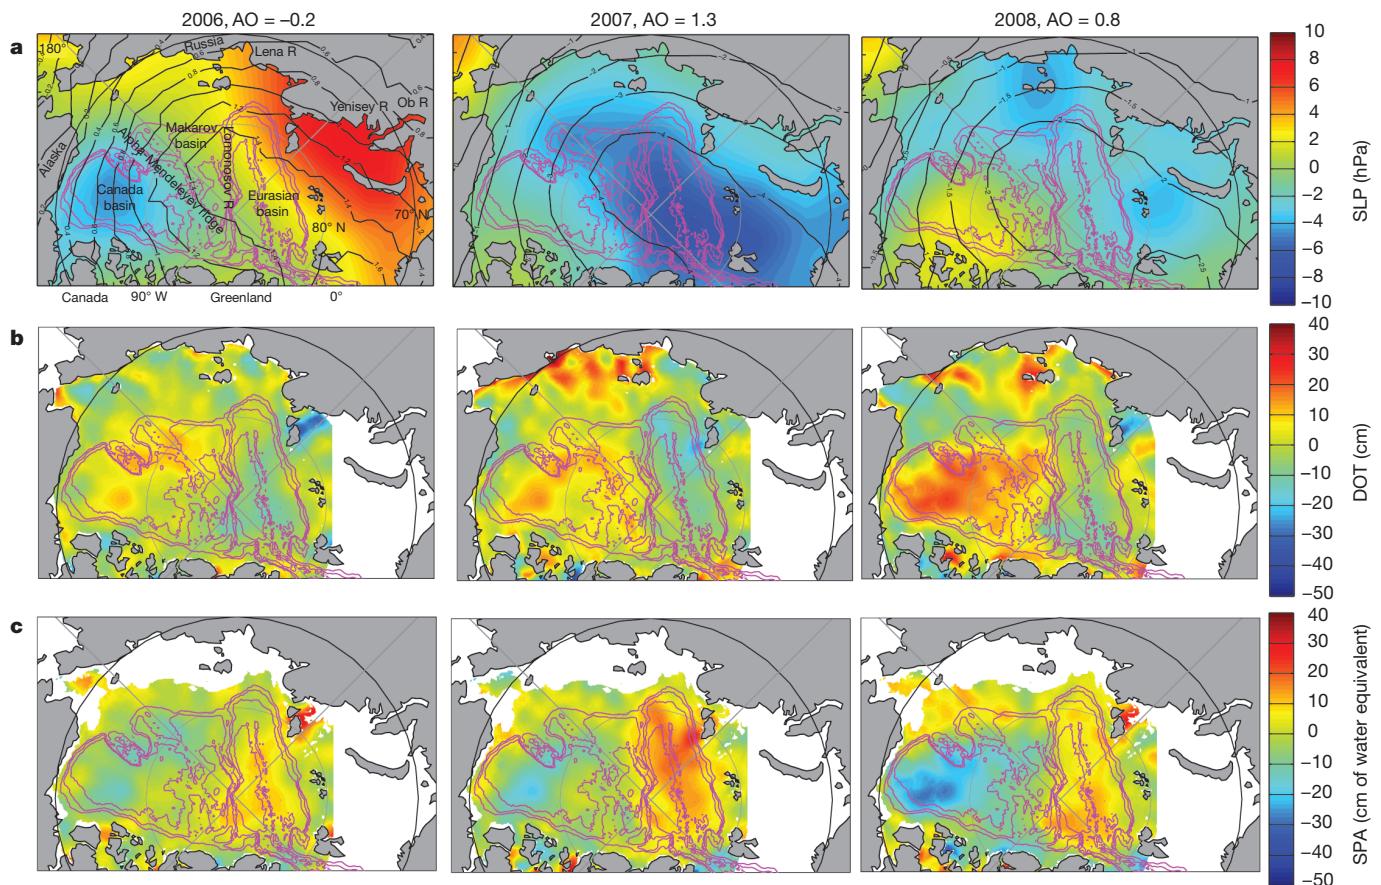 2006, AO = −0.2
2007, AO = 1.3
2008, AO = 0.8
a
180°
Russia
Lena R
Yenisey R
Ob R
Makarov
basin
Lomonosov R
Alpha-Mendeleyev ridge
Alaska
Canada
basin
Eurasian
basin
70° N
80° N
Canada
90° W
Greenland
0°
10
8
6
4
2
0
−2
−4
−6
−8
−10
SLP (hPa)
b
40
30
20
10
0
−10
−20
−30
−40
−50
DOT (cm)
c
40
30
20
10
0
−10
−20
−30
−40
−50
SPA (cm of water equivalent)